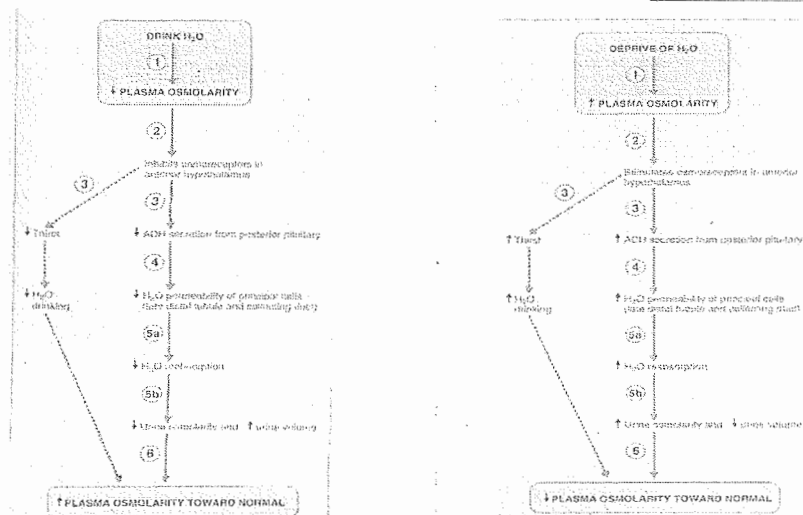 DRINK H₂O
1
↓ PLASMA OSMOLARITY
2
Inhibits osmoreceptors in
anterior hypothalamus
3
3
↓ Thirst
↓ ADH secretion from posterior pituitary
4
↓ H₂O
drinking
↓ H₂O permeability of principal cells
(late distal tubule and collecting duct)
5a
↓ H₂O reabsorption
5b
↓ Urine osmolarity and ↑ urine volume
6
↑ PLASMA OSMOLARITY TOWARD NORMAL
DEPRIVE OF H₂O
1
↑ PLASMA OSMOLARITY
2
Stimulates osmoreceptors in anterior
hypothalamus
3
3
↑ Thirst
↑ ADH secretion from posterior pituitary
4
↑ H₂O
drinking
↑ H₂O permeability of principal cells
(late distal tubule and collecting duct)
5a
↑ H₂O reabsorption
5b
↑ Urine osmolarity and ↓ urine volume
6
↓ PLASMA OSMOLARITY TOWARD NORMAL